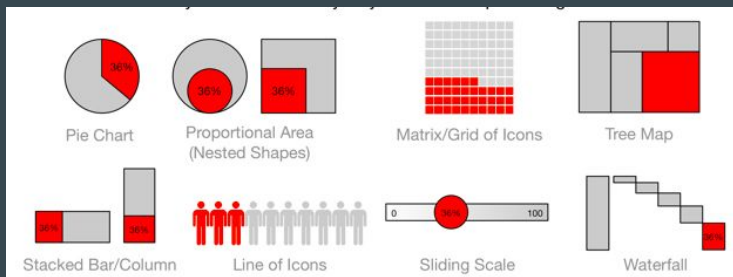 36%
36%
36%
Pie Chart
Proportional Area
(Nested Shapes)
Matrix/Grid of Icons
Tree Map
36%
36%
0
36%
100
36%
Stacked Bar/Column
Line of Icons
Sliding Scale
Waterfall